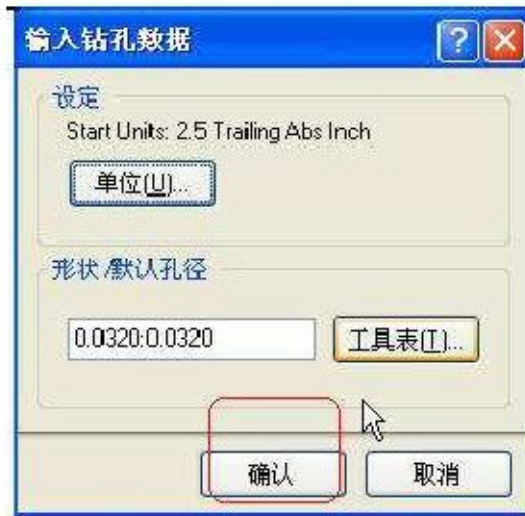 输入钻孔数据
设定
Start Units: 2.5 Trailing Abs Inch
单位(U)...
形状/默认孔径
0.0320:0.0320
工具表(T)...
确认
取消